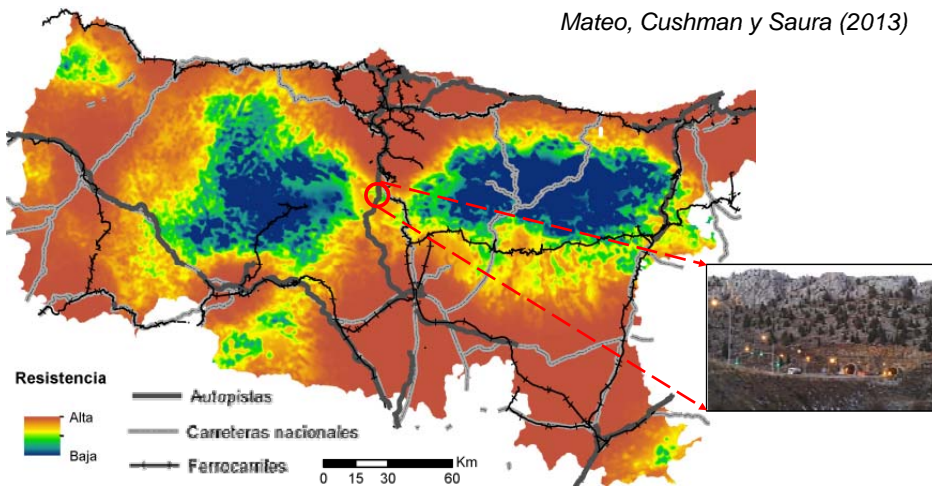 Mateo, Cushman y Saura (2013)
Resistencia
Alta
Baja
Autopistas
Carreteras nacionales
Ferrocarriles
Km
0 15 30 60